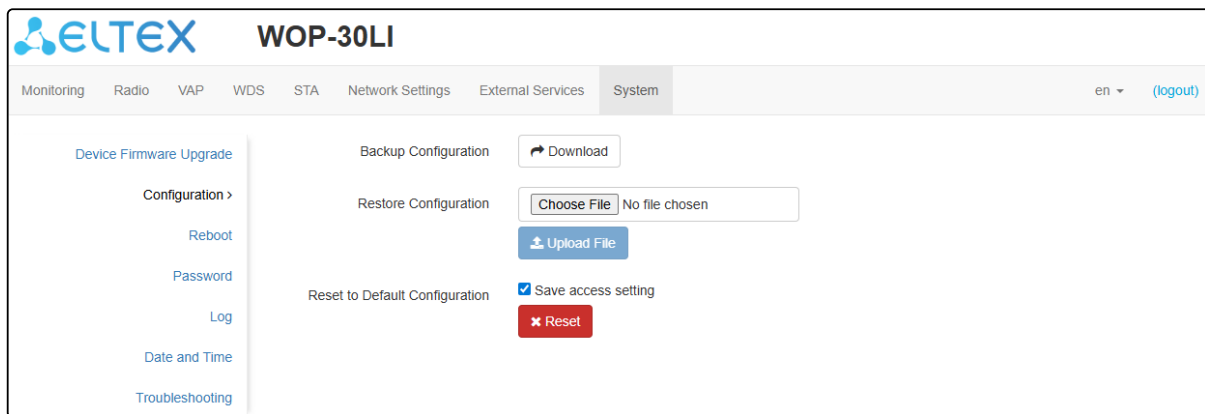 ELTEX WOP-30LI
Monitoring Radio VAP WDS STA Network Settings External Services System en (logout)
Device Firmware Upgrade
Configuration >
Reboot
Password
Log
Date and Time
Troubleshooting
Backup Configuration Download
Restore Configuration Choose File No file chosen
Upload File
Reset to Default Configuration Save access setting
Reset